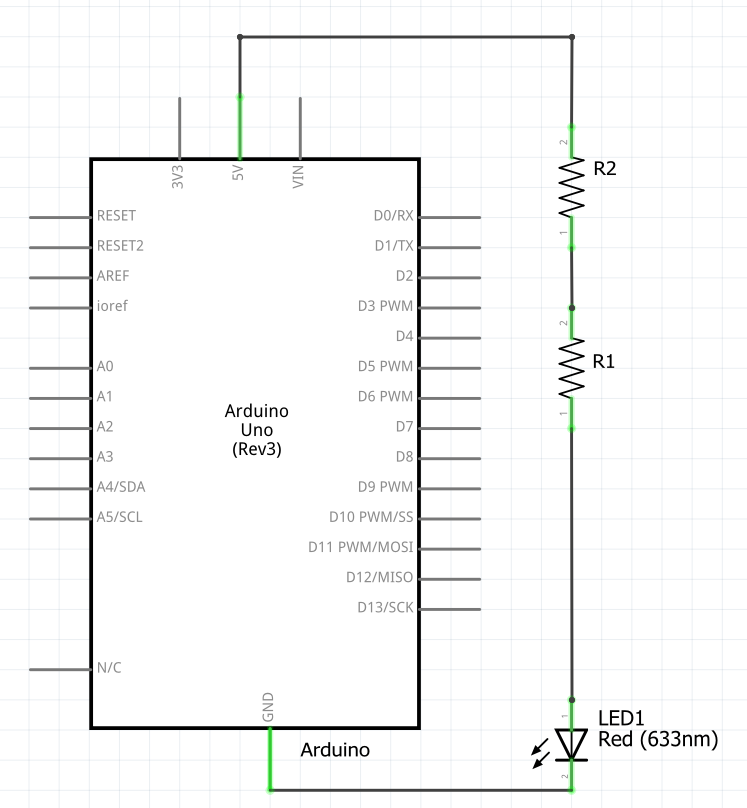 3V3
5V
VIN
2
R2
1
RESET
D0/RX
RESET2
D1/TX
AREF
D2
ioref
D3 PWM
2
D4
R1
A0
D5 PWM
A1
D6 PWM
1
A2
D7
A3
D8
Arduino
Uno
(Rev3)
A4/SDA
D9 PWM
A5/SCL
D10 PWM/SS
D11 PWM/MOSI
D12/MISO
D13/SCK
N/C
GND
Arduino
1
LED1
Red (633nm)
2